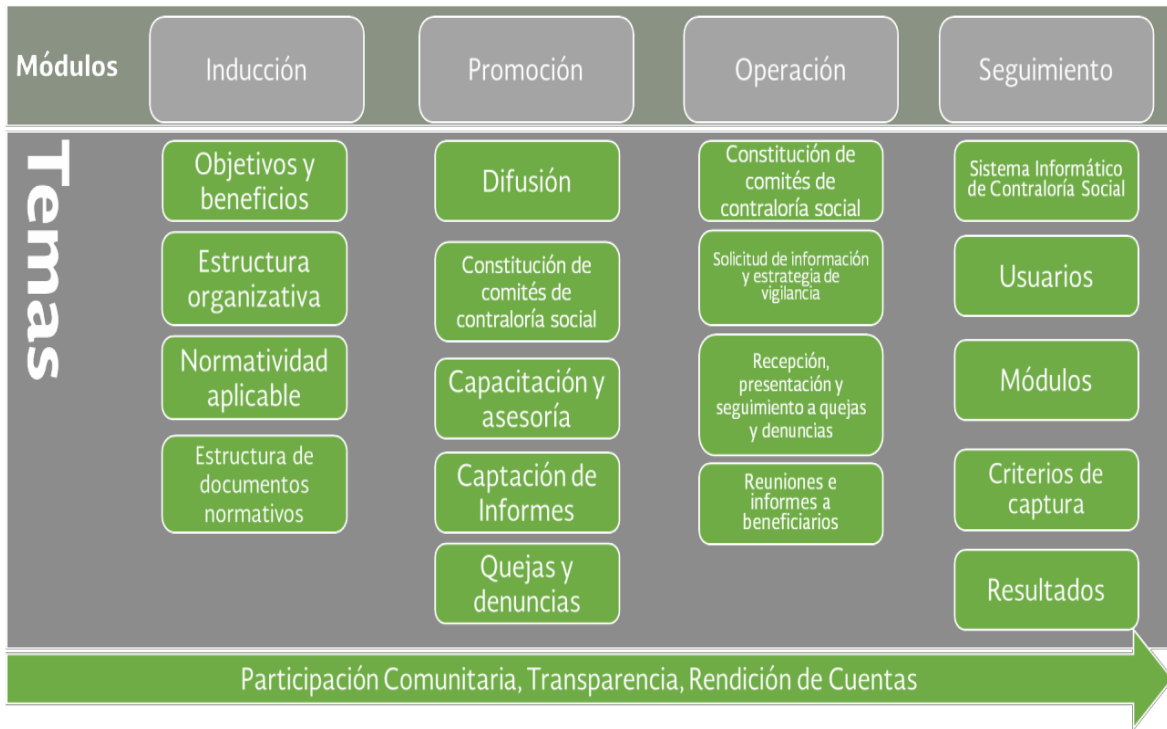 Módulos
Inducción
Promoción
Operación
Seguimiento
Temas
Objetivos y
beneficios
Estructura
organizativa
Normatividad
aplicable
Estructura de
documentos
normativos
Difusión
Constitución de
comités de
contraloría social
Capacitación y
asesoría
Captación de
Informes
Quejas y
denuncias
Constitución de
comités de
contraloría social
Solicitud de información
y estrategia de
vigilancia
Recepción,
presentación y
seguimiento a quejas
y denuncias
Reuniones e
informes a
beneficiarios
Sistema Informático
de Contraloría Social
Usuarios
Módulos
Criterios de
captura
Resultados
Participación Comunitaria, Transparencia, Rendición de Cuentas